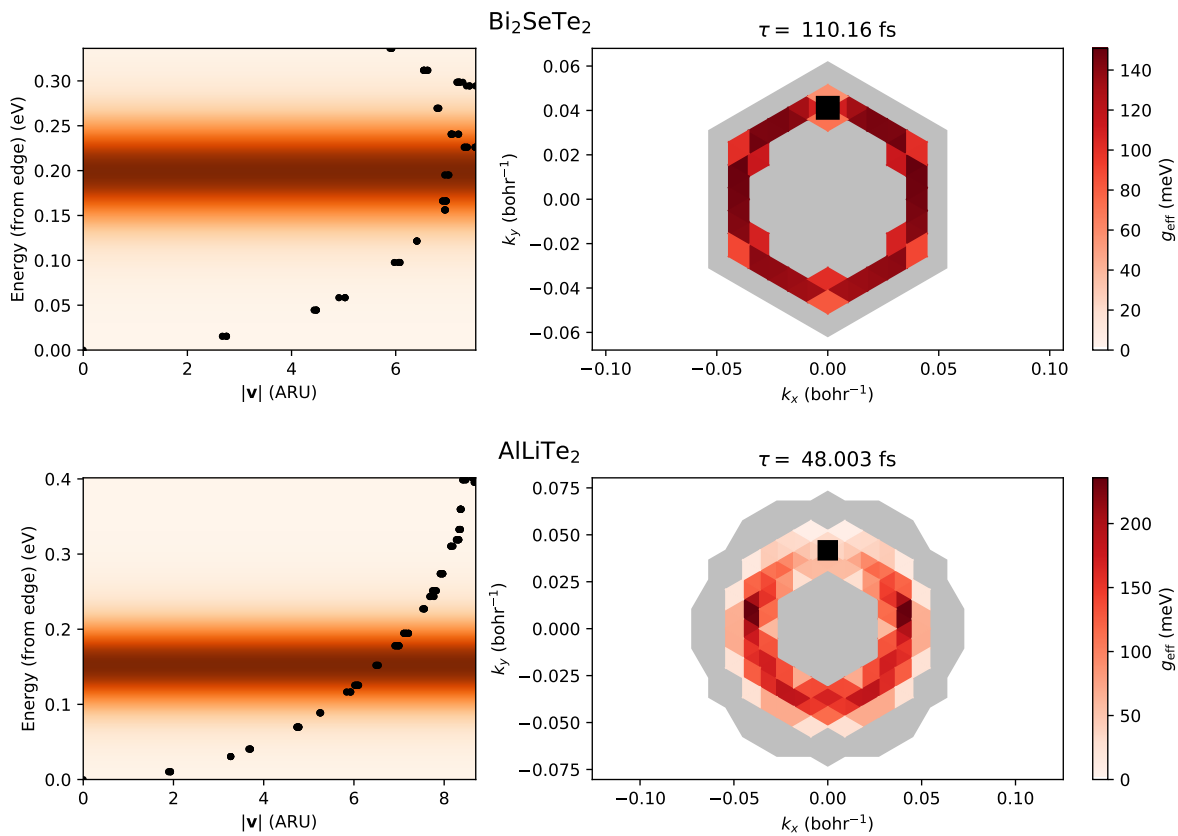 Bi₂SeTe₂
τ = 110.16 fs
Energy (from edge) (eV)
0.30
0.25
0.20
0.15
0.10
0.05
0.00
0 2 4 6
|v| (ARU)
k_y (bohr⁻¹)
0.06
0.04
0.02
0.00
−0.02
−0.04
−0.06
−0.10 −0.05 0.00 0.05 0.10
k_x (bohr⁻¹)
140
120
100
80
60
40
20
0
g_eff (meV)
AlLiTe₂
τ = 48.003 fs
Energy (from edge) (eV)
0.4
0.3
0.2
0.1
0.0
0 2 4 6 8
|v| (ARU)
k_y (bohr⁻¹)
0.075
0.050
0.025
0.000
−0.025
−0.050
−0.075
−0.10 −0.05 0.00 0.05 0.10
k_x (bohr⁻¹)
200
150
100
50
0
g_eff (meV)